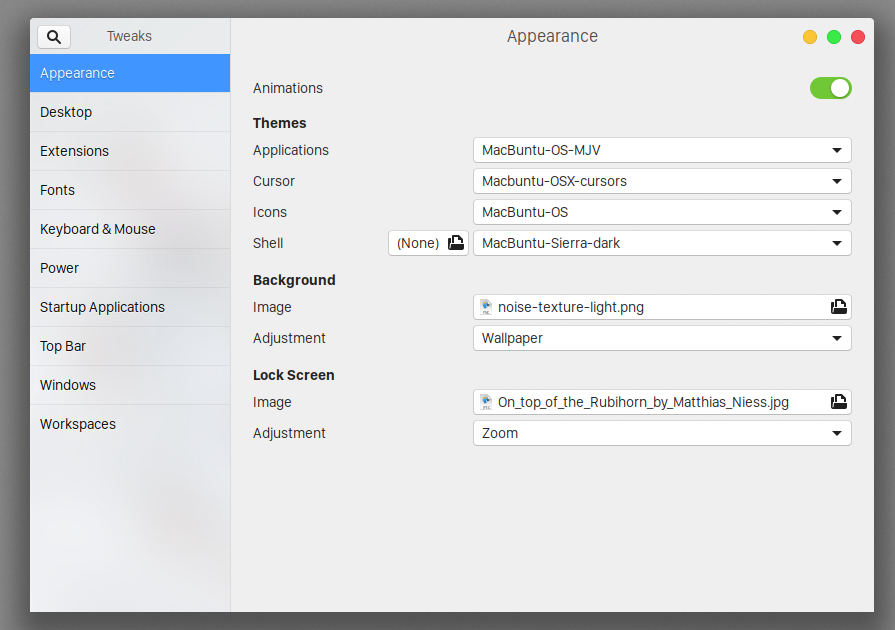 Tweaks
Appearance
Desktop
Extensions
Fonts
Keyboard & Mouse
Power
Startup Applications
Top Bar
Windows
Workspaces
Appearance
Animations
Themes
Applications MacBuntu-OS-MJV
Cursor Macbuntu-OSX-cursors
Icons MacBuntu-OS
Shell (None) MacBuntu-Sierra-dark
Background
Image noise-texture-light.png
Adjustment Wallpaper
Lock Screen
Image On_top_of_the_Rubihorn_by_Matthias_Niess.jpg
Adjustment Zoom